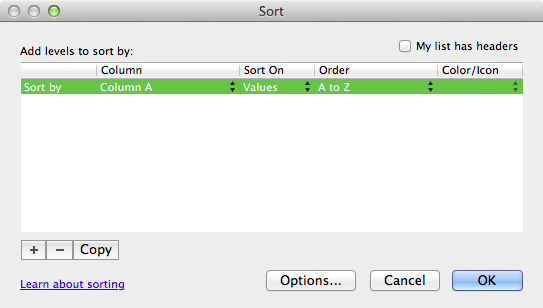 Sort
Add levels to sort by:
My list has headers
Column Sort On Order Color/Icon
Sort by Column A Values A to Z
+ − Copy
Learn about sorting
Options... Cancel OK